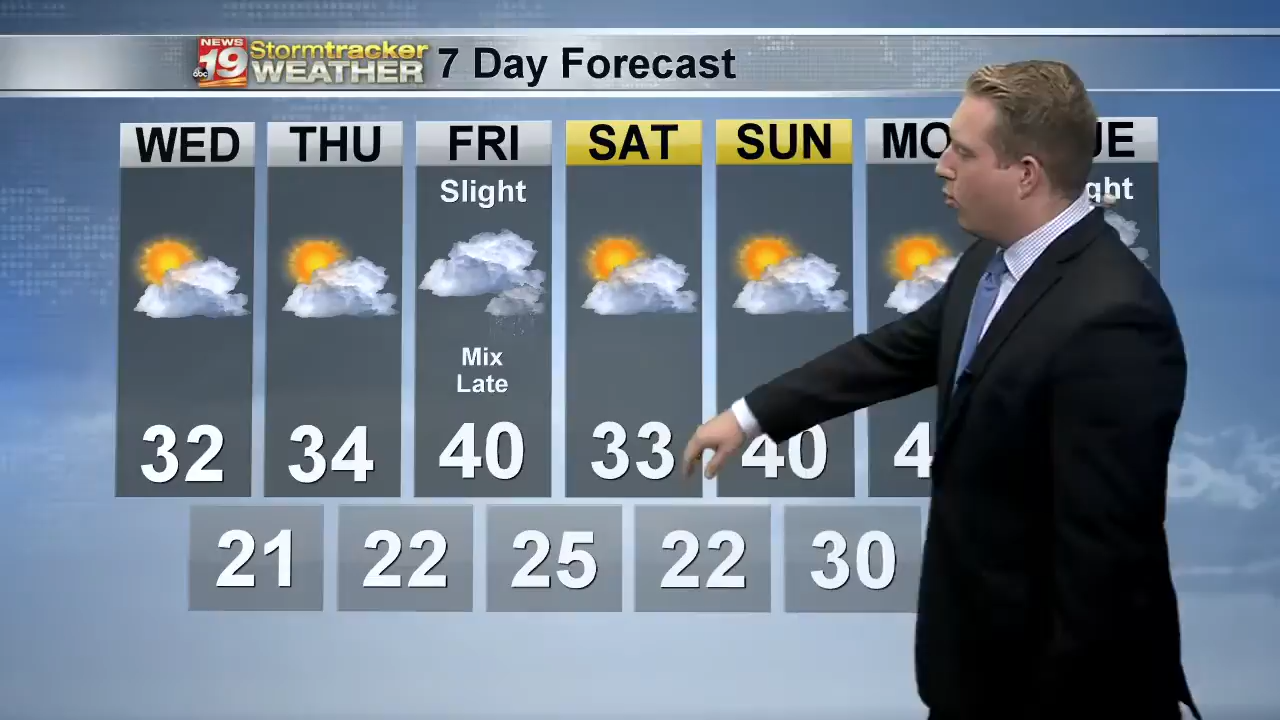 NEWS
abc 19
Stormtracker
WEATHER
7 Day Forecast
WED THU FRI SAT SUN
Slight
Mix
Late
32 34 40 33 40
21 22 25 22 30